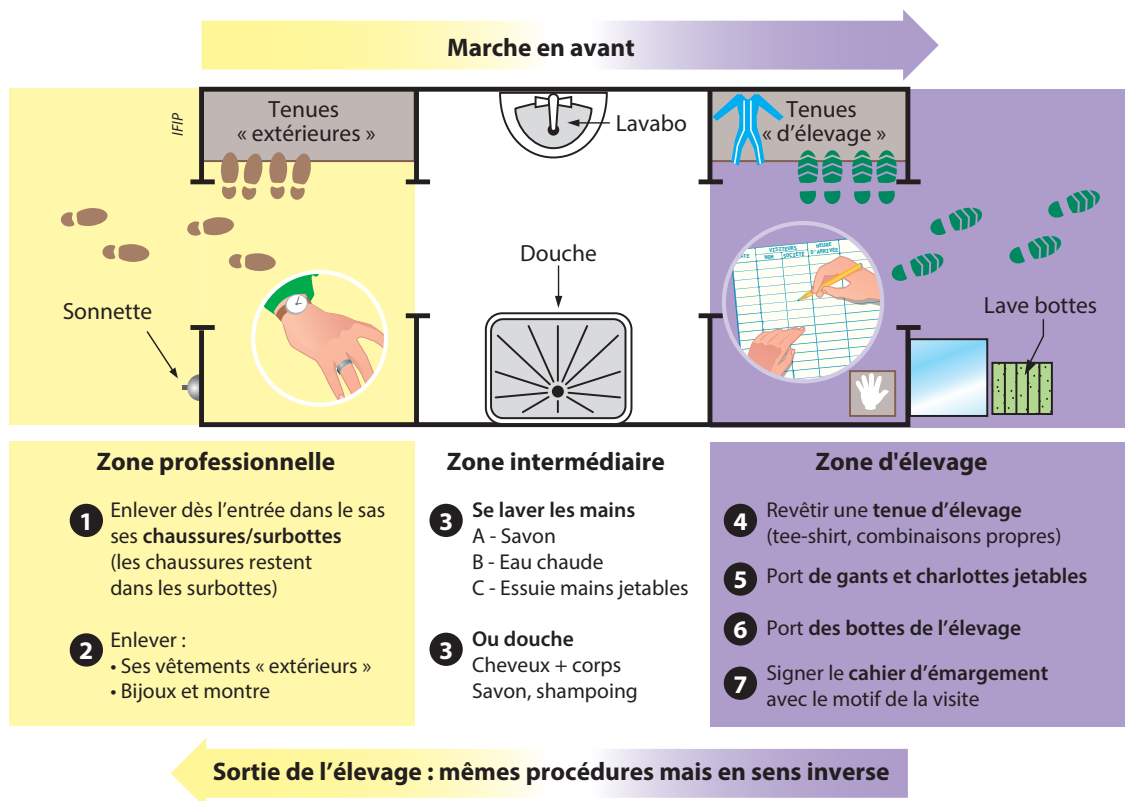 Marche en avant
IFIP
Tenues
« extérieures »
Lavabo
Tenues
« d'élevage »
Douche
Sonnette
VISITEURS
HEURE
D'ARRIVÉE
NOM
SOCIÉTÉ
Lave bottes
Zone professionnelle
1 Enlever dès l’entrée dans le sas
ses chaussures/surbottes
(les chaussures restent
dans les surbottes)
2 Enlever :
• Ses vêtements « extérieurs »
• Bijoux et montre
Zone intermédiaire
3 Se laver les mains
A - Savon
B - Eau chaude
C - Essuie mains jetables
3 Ou douche
Cheveux + corps
Savon, shampoing
Zone d'élevage
4 Revêtir une tenue d’élevage
(tee-shirt, combinaisons propres)
5 Port de gants et charlottes jetables
6 Port des bottes de l’élevage
7 Signer le cahier d’émargement
avec le motif de la visite
Sortie de l’élevage : mêmes procédures mais en sens inverse